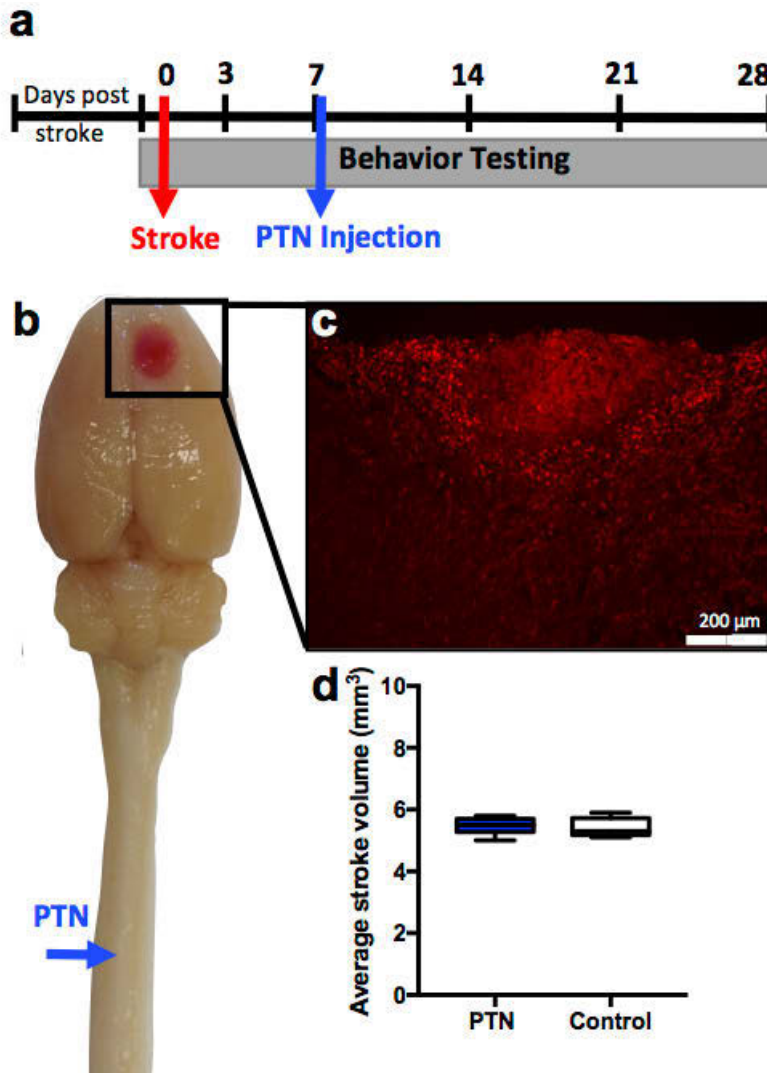 a
0 3 7 14 21 28
Days post
stroke
Behavior Testing
Stroke PTN Injection
b
c
200 µm
PTN
d
Average stroke volume (mm³)
10
8
6
4
2
0
PTN Control